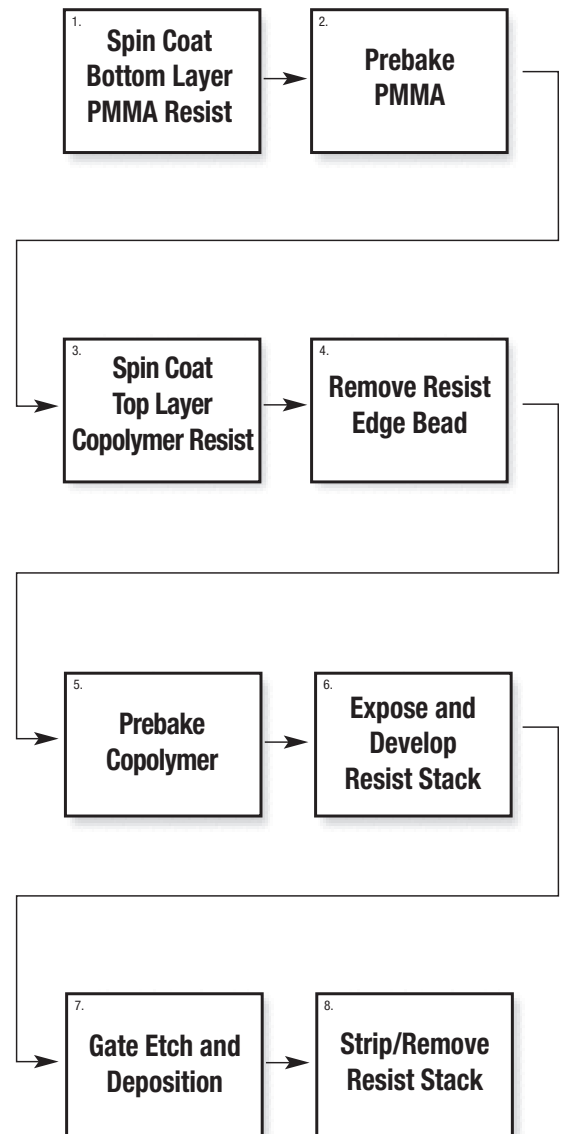 1.
Spin Coat
Bottom Layer
PMMA Resist
2.
Prebake
PMMA
3.
Spin Coat
Top Layer
Copolymer Resist
4.
Remove Resist
Edge Bead
5.
Prebake
Copolymer
6.
Expose and
Develop
Resist Stack
7.
Gate Etch and
Deposition
8.
Strip/Remove
Resist Stack